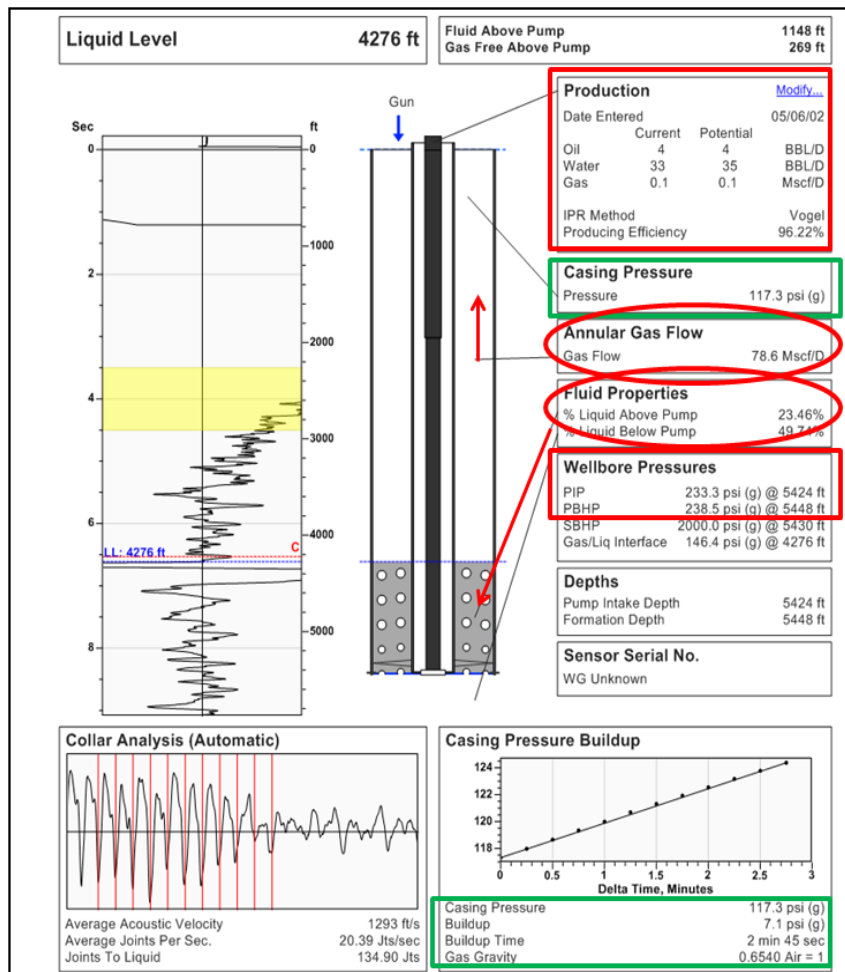 Liquid Level 4276 ft
Fluid Above Pump 1148 ft
Gas Free Above Pump 269 ft
Gun
Sec ft
0 0
1000
2
2000
4
3000
6 4000
LL: 4276 ft C
5000
8
Production Modify...
Date Entered 05/06/02
Current Potential
Oil 4 4 BBL/D
Water 33 35 BBL/D
Gas 0.1 0.1 Mscf/D
IPR Method Vogel
Producing Efficiency 96.22%
Casing Pressure
Pressure 117.3 psi (g)
Annular Gas Flow
Gas Flow 78.6 Mscf/D
Fluid Properties
% Liquid Above Pump 23.46%
% Liquid Below Pump 49.74%
Wellbore Pressures
PIP 233.3 psi (g) @ 5424 ft
PBHP 238.5 psi (g) @ 5448 ft
SBHP 2000.0 psi (g) @ 5430 ft
Gas/Liq Interface 146.4 psi (g) @ 4276 ft
Depths
Pump Intake Depth 5424 ft
Formation Depth 5448 ft
Sensor Serial No.
WG Unknown
Collar Analysis (Automatic)
Average Acoustic Velocity 1293 ft/s
Average Joints Per Sec. 20.39 Jts/sec
Joints To Liquid 134.90 Jts
Casing Pressure Buildup
124
122
120
118
0.0 0.5 1.0 1.5 2.0 2.5 3
Delta Time, Minutes
Casing Pressure 117.3 psi (g)
Buildup 7.1 psi (g)
Buildup Time 2 min 45 sec
Gas Gravity 0.6540 Air = 1